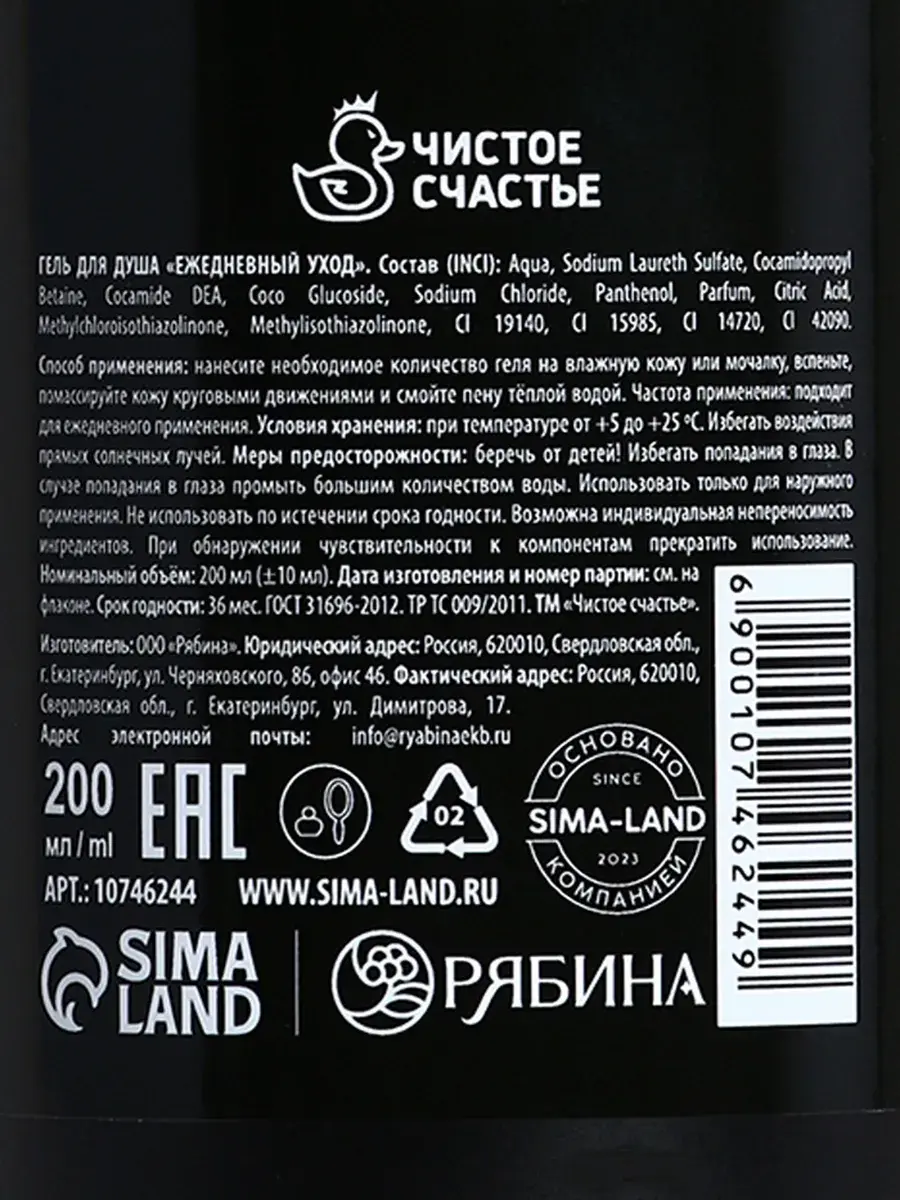 ЧИСТОЕ
СЧАСТЬЕ
ГЕЛЬ ДЛЯ ДУША «ЕЖЕДНЕВНЫЙ УХОД». Состав (INCI): Aqua, Sodium Laureth Sulfate, Cocamidopropyl
Betaine, Cocamide DEA, Coco Glucoside, Sodium Chloride, Panthenol, Parfum, Citric Acid,
Methylchloroisothiazolinone, Methylisothiazolinone, CI 19140, CI 15985, CI 14720, CI 42090.
Способ применения: нанесите необходимое количество геля на влажную кожу или мочалку, вспеньте,
помассируйте кожу круговыми движениями и смойте пену тёплой водой. Частота применения: подходит
для ежедневного применения. Условия хранения: при температуре от +5 до +25 ºС. Избегать воздействия
прямых солнечных лучей. Меры предосторожности: беречь от детей! Избегать попадания в глаза. В
случае попадания в глаза промыть большим количеством воды. Использовать только для наружного
применения. Не использовать по истечении срока годности. Возможна индивидуальная непереносимость
ингредиентов. При обнаружении чувствительности к компонентам прекратить использование.
Номинальный объём: 200 мл (±10 мл). Дата изготовления и номер партии: см. на
флаконе. Срок годности: 36 мес. ГОСТ 31696-2012. ТР ТС 009/2011. ТМ «Чистое счастье».
Изготовитель: ООО «Рябина». Юридический адрес: Россия, 620010, Свердловская обл.,
г. Екатеринбург, ул. Черняховского, 86, офис 46. Фактический адрес: Россия, 620010,
Свердловская обл., г. Екатеринбург, ул. Димитрова, 17.
Адрес электронной почты: info@ryabinaekb.ru
200
мл / ml
EAC
02
ОСНОВАНО
SINCE
SIMA-LAND
2023
КОМПАНИЕЙ
АРТ.: 10746244
WWW.SIMA-LAND.RU
SIMA
LAND
РЯБИНА
6900107462449